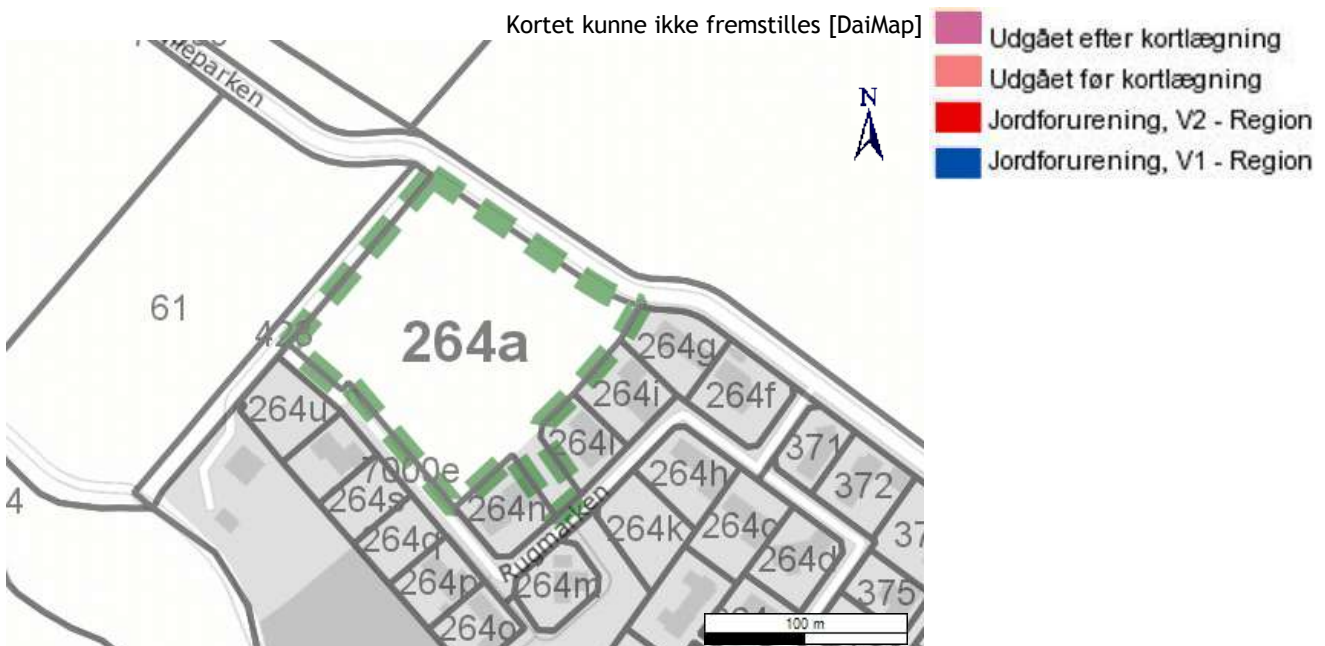 Kortet kunne ikke fremstilles [DaiMap]
Udgået efter kortlægning
Udgået før kortlægning
Jordforurening, V2 - Region
Jordforurening, V1 - Region
N
61
428
264a
264g
264i
264f
264u
264l
371
7000e
264h
372
264s
264n
264k
264q
Rugmarken
264d
264p
264m
375
264o
100 m